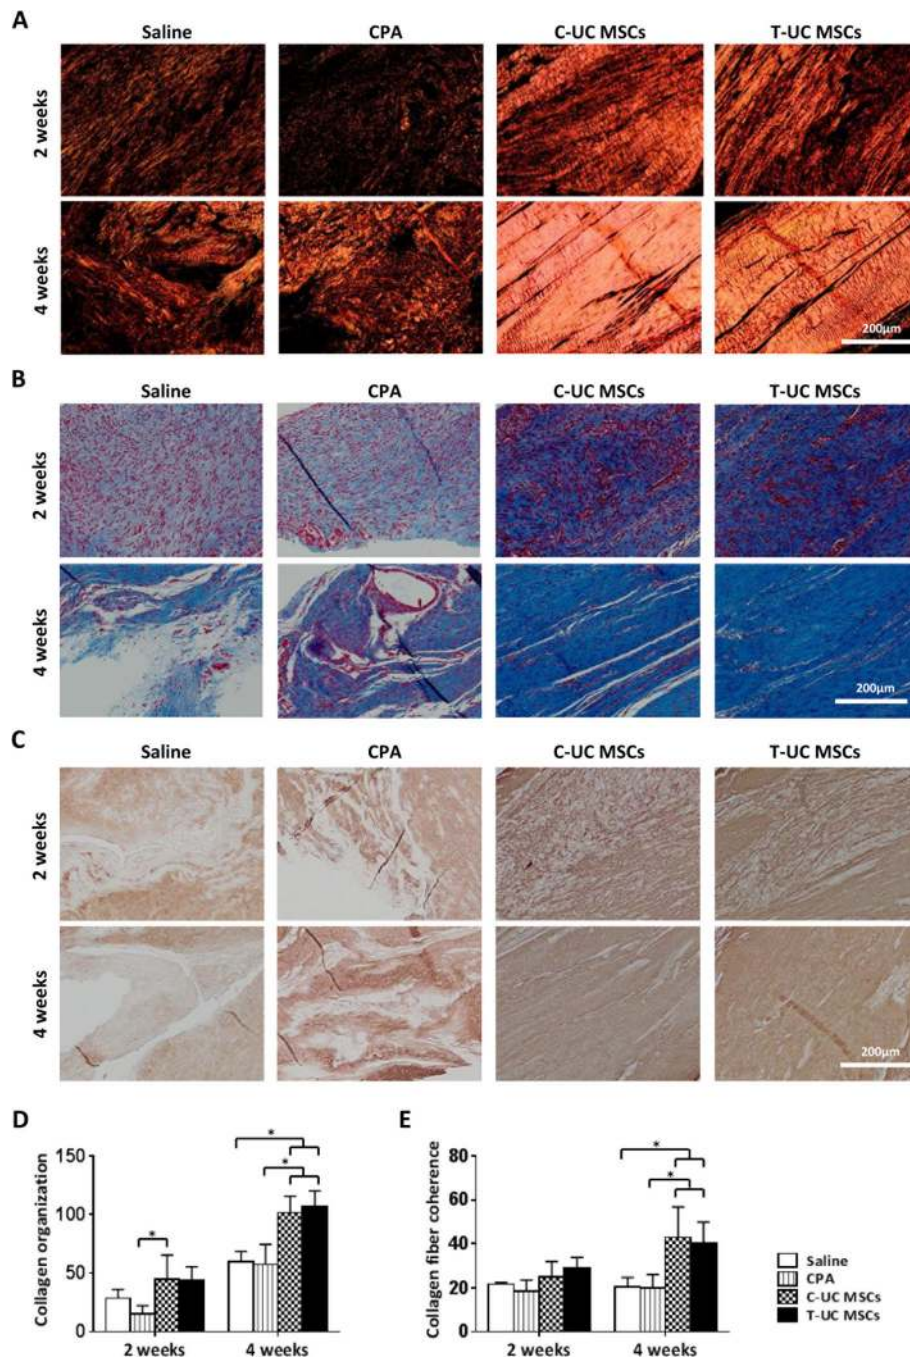 A
Saline CPA C-UC MSCs T-UC MSCs
2 weeks
4 weeks
200µm
B
Saline CPA C-UC MSCs T-UC MSCs
2 weeks
4 weeks
200µm
C
Saline CPA C-UC MSCs T-UC MSCs
2 weeks
4 weeks
200µm
D
Collagen organization
150
100
50
0
*
*
*
2 weeks 4 weeks
E
Collagen fiber coherence
80
60
40
20
0
*
*
2 weeks 4 weeks
Saline
CPA
C-UC MSCs
T-UC MSCs